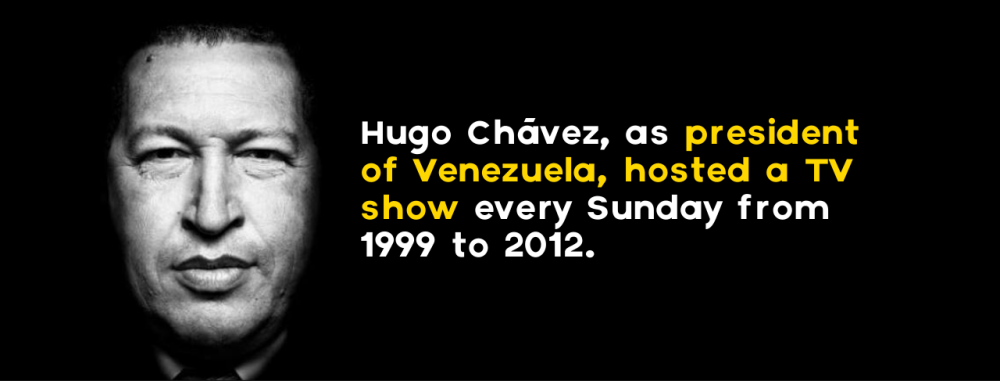 Hugo Chávez, as president
of Venezuela, hosted a TV
show every Sunday from
1999 to 2012.